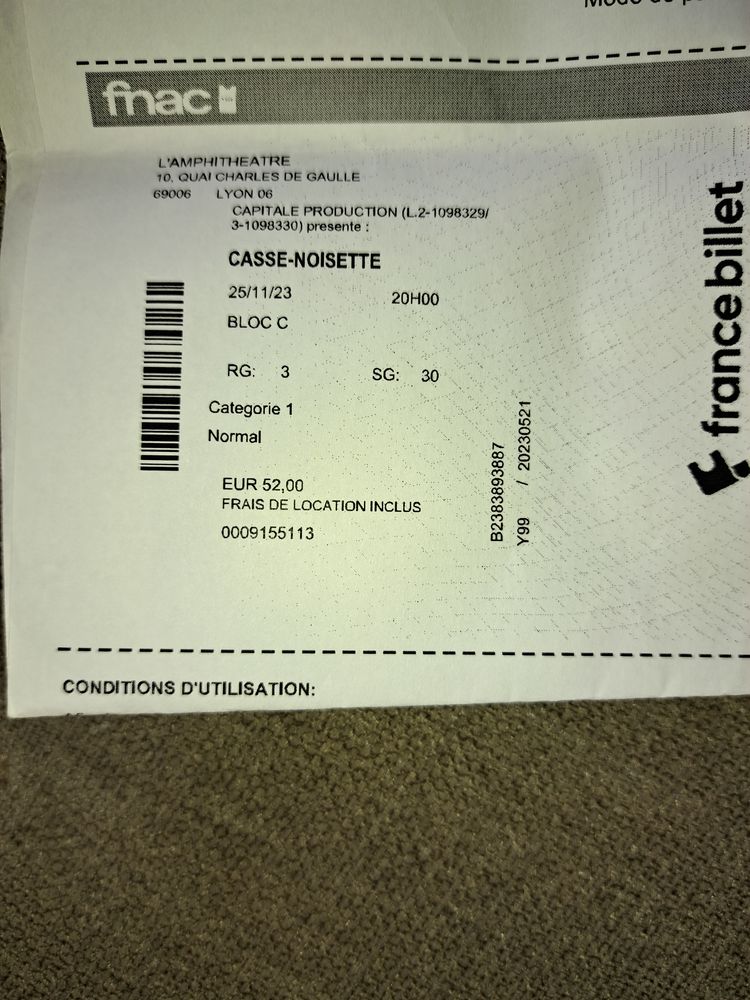 fnac
L'AMPHITHEATRE
10, QUAI CHARLES DE GAULLE
69006 LYON 06
CAPITALE PRODUCTION (L.2-1098329/
3-1098330) presente :
CASSE-NOISETTE
25/11/23 20H00
BLOC C
RG: 3 SG: 30
Categorie 1
Normal
EUR 52,00
FRAIS DE LOCATION INCLUS
0009155113
B2383893887
Y99 / 20230521
francebillet
CONDITIONS D'UTILISATION: